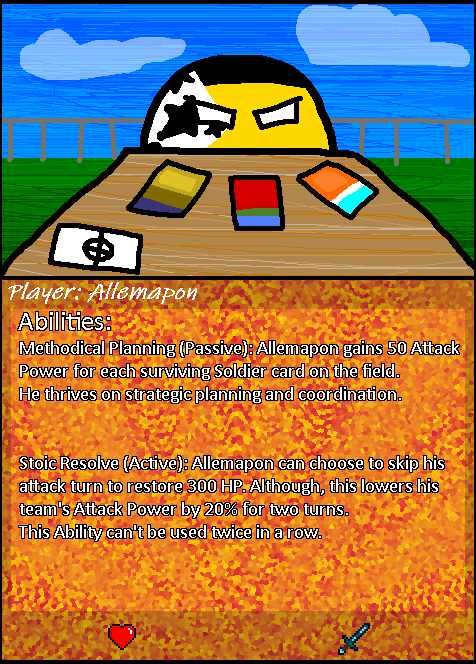 Player: Allemapon
Abilities:
Methodical Planning (Passive): Allemapon gains 50 Attack
Power for each surviving Soldier card on the field.
He thrives on strategic planning and coordination.
Stoic Resolve (Active): Allemapon can choose to skip his
attack turn to restore 300 HP. Although, this lowers his
team's Attack Power by 20% for two turns.
This Ability can't be used twice in a row.